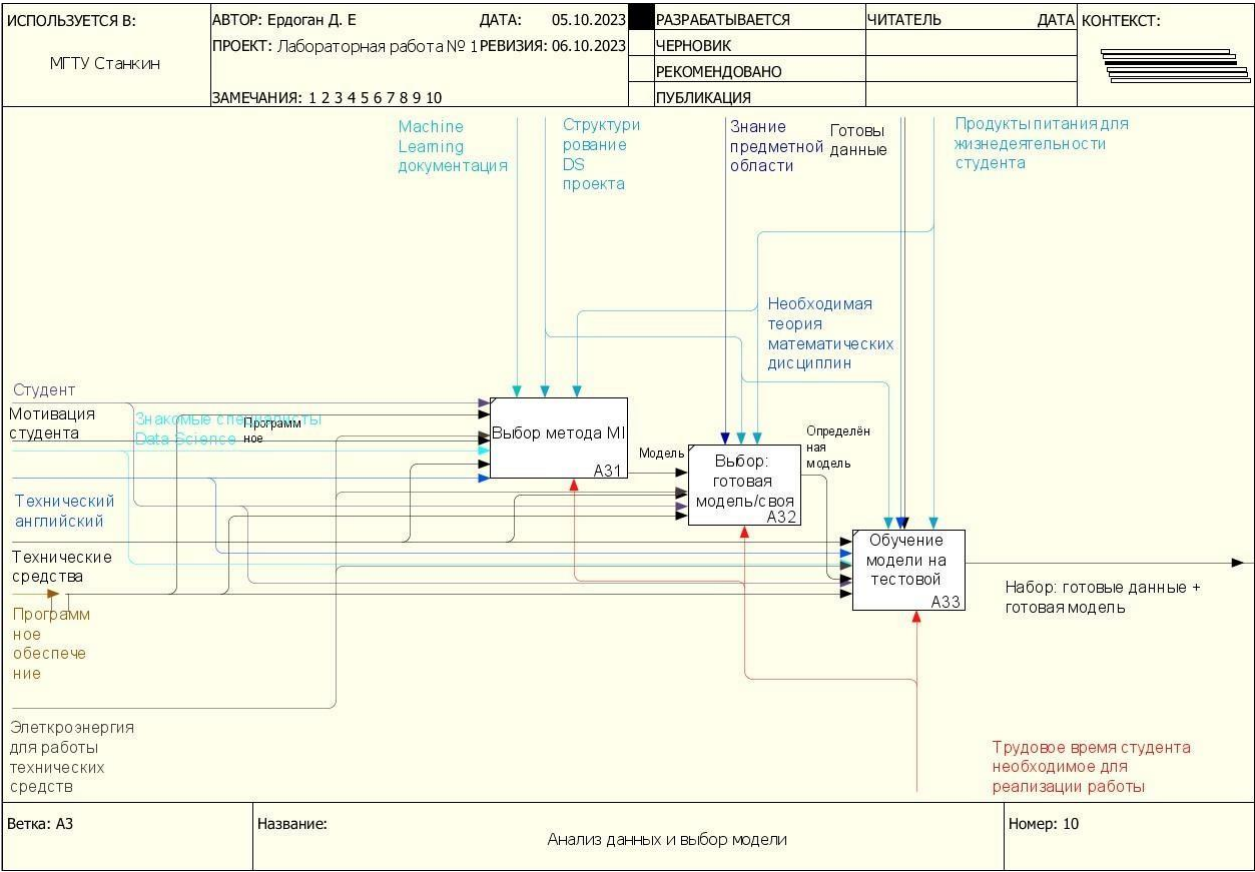 ИСПОЛЬЗУЕТСЯ В:
МГТУ Станкин
АВТОР: Ердоган Д. Е
ДАТА: 05.10.2023
ПРОЕКТ: Лабораторная работа № 1
РЕВИЗИЯ: 06.10.2023
ЗАМЕЧАНИЯ: 1 2 3 4 5 6 7 8 9 10
РАЗРАБАТЫВАЕТСЯ
ЧЕРНОВИК
РЕКОМЕНДОВАНО
ПУБЛИКАЦИЯ
ЧИТАТЕЛЬ
ДАТА
КОНТЕКСТ:
Machine
Learning
документация
Структури
рование
DS
проекта
Знание
предметной
области
Готовы
данные
Продукты питания для
жизнедеятельности
студента
Необходимая
теория
математических
дисциплин
Студент
Мотивация
студента
Знакомые специалисты
Data Science
Программ
ное
Технический
английский
Технические
средства
Программ
ное
обеспече
ние
Элеткроэнергия
для работы
технических
средств
Выбор метода Ml
A31
Модель
Выбор:
готовая
модель/своя
A32
Определён
ная
модель
Обучение
модели на
тестовой
A33
Набор: готовые данные +
готовая модель
Трудовое время студента
необходимое для
реализации работы
Ветка: A3
Название:
Анализ данных и выбор модели
Номер: 10